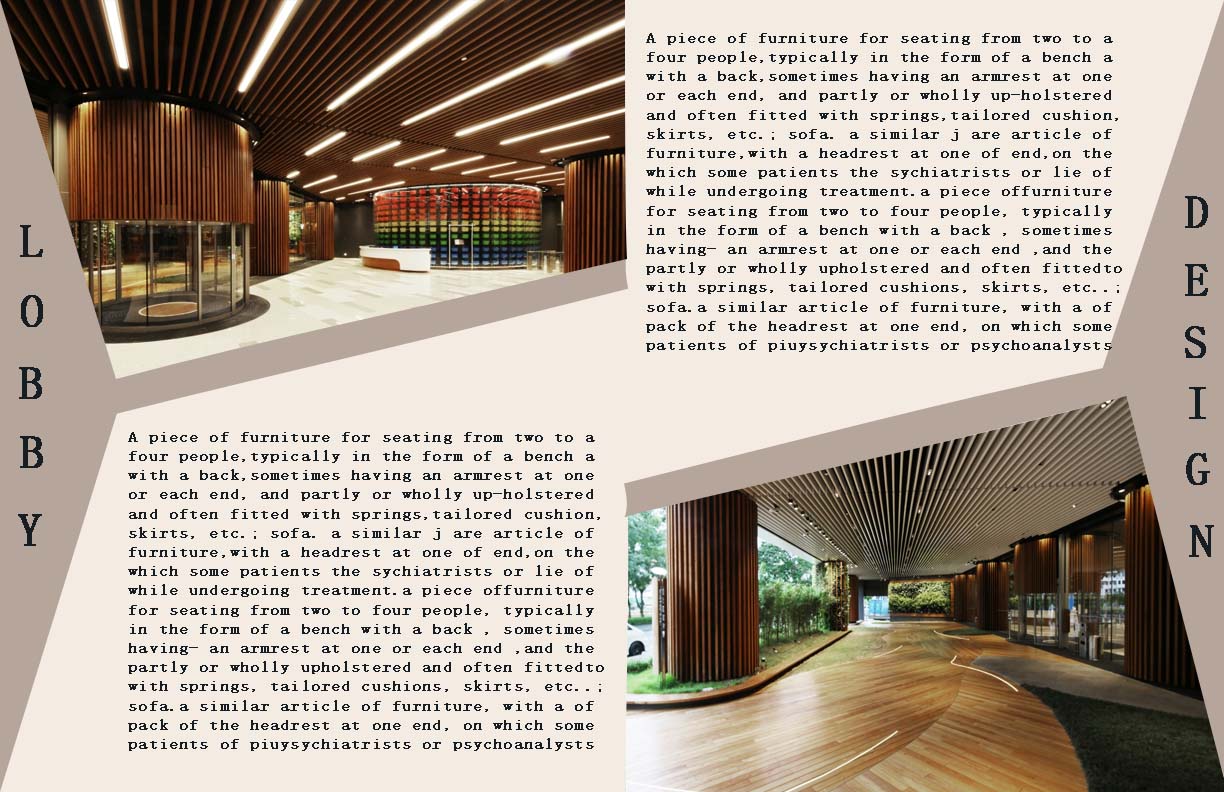 LOBBY
A piece of furniture for seating from two to a
four people,typically in the form of a bench a
with a back,sometimes having an armrest at one
or each end, and partly or wholly up-holstered
and often fitted with springs,tailored cushion,
skirts, etc.; sofa. a similar j are article of
furniture,with a headrest at one of end,on the
which some patients the sychiatrists or lie of
while undergoing treatment.a piece offurniture
for seating from two to four people, typically
in the form of a bench with a back , sometimes
having- an armrest at one or each end ,and the
partly or wholly upholstered and often fittedto
with springs, tailored cushions, skirts, etc..;
sofa.a similar article of furniture, with a of
pack of the headrest at one end, on which some
patients of piuysychiatrists or psychoanalysts
A piece of furniture for seating from two to a
four people,typically in the form of a bench a
with a back,sometimes having an armrest at one
or each end, and partly or wholly up-holstered
and often fitted with springs,tailored cushion,
skirts, etc.; sofa. a similar j are article of
furniture,with a headrest at one of end,on the
which some patients the sychiatrists or lie of
while undergoing treatment.a piece offurniture
for seating from two to four people, typically
in the form of a bench with a back , sometimes
having- an armrest at one or each end ,and the
partly or wholly upholstered and often fittedto
with springs, tailored cushions, skirts, etc..;
sofa.a similar article of furniture, with a of
pack of the headrest at one end, on which some
patients of piuysychiatrists or psychoanalysts
DESIGN